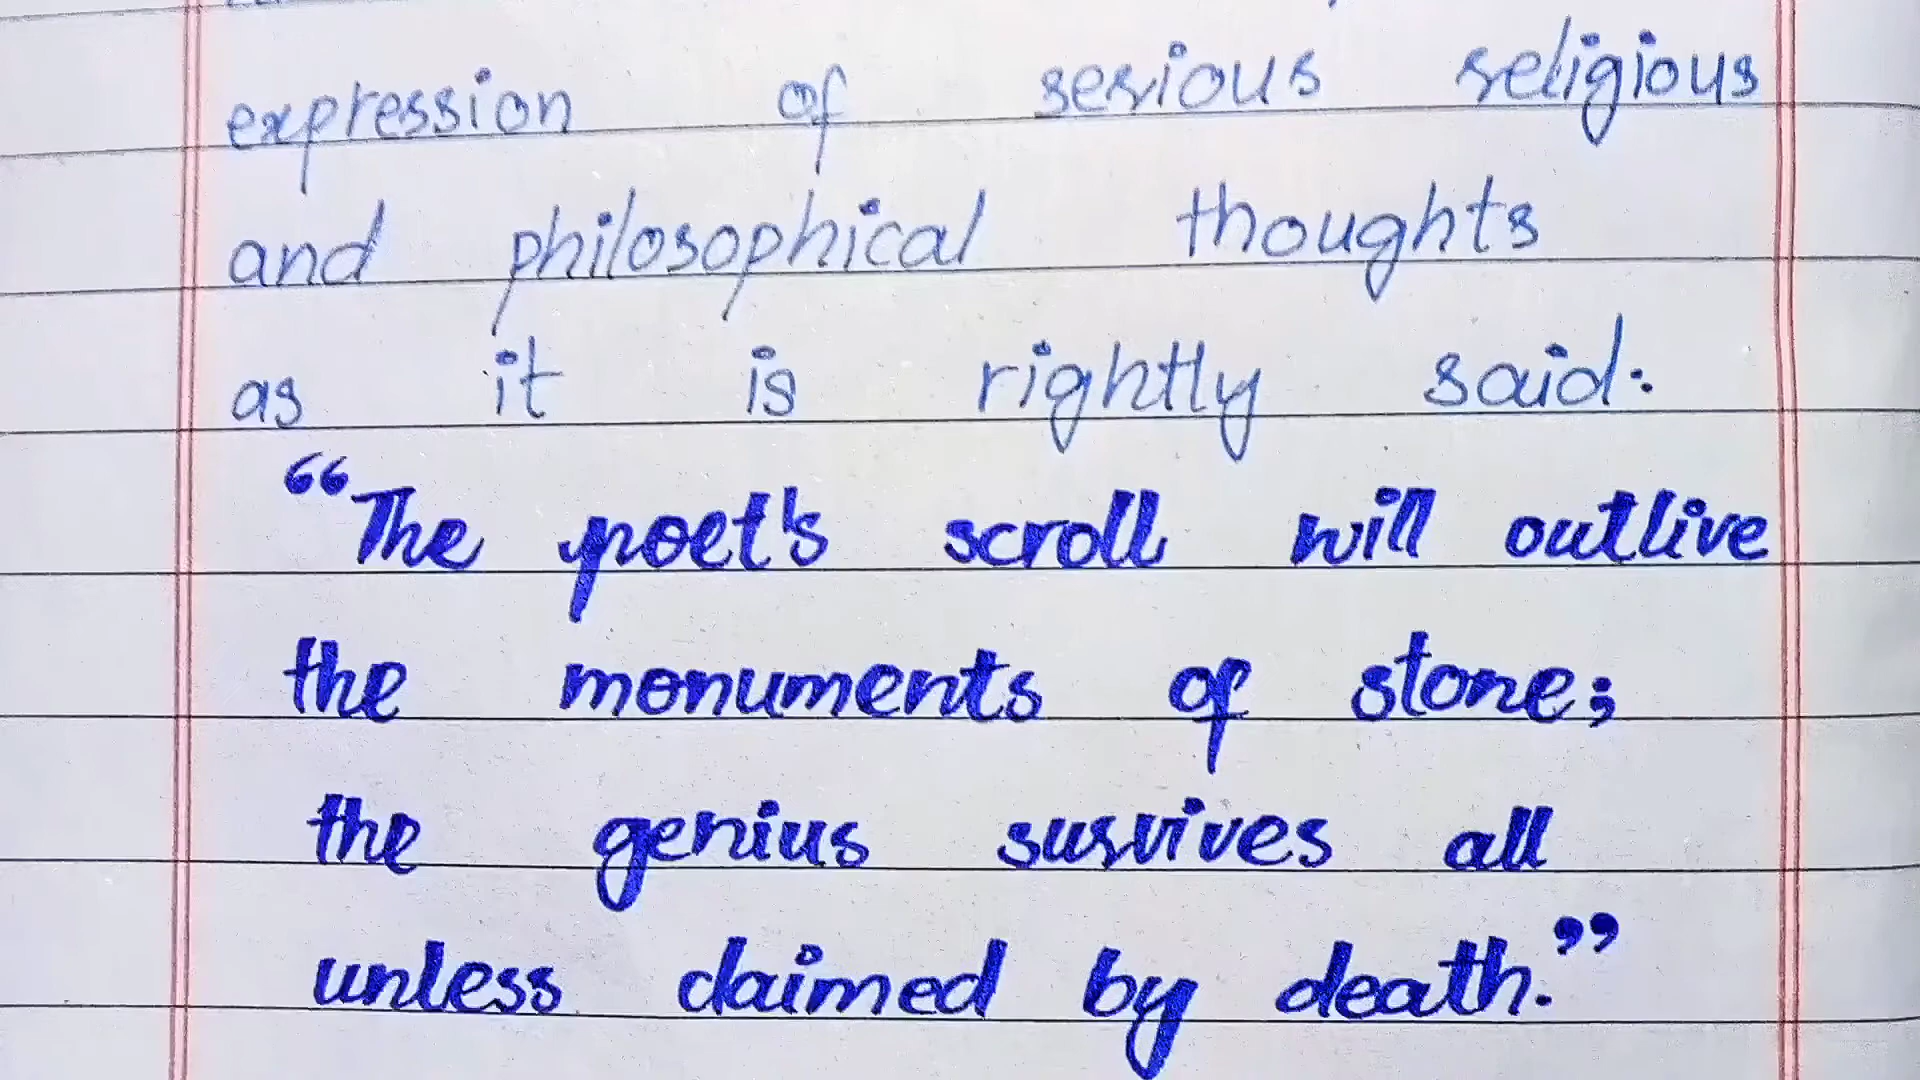 expression of serious religious
and philosophical thoughts
as it is rightly said:
“The poet's scroll will outlive
the monuments of stone;
the genius survives all
unless claimed by death.”